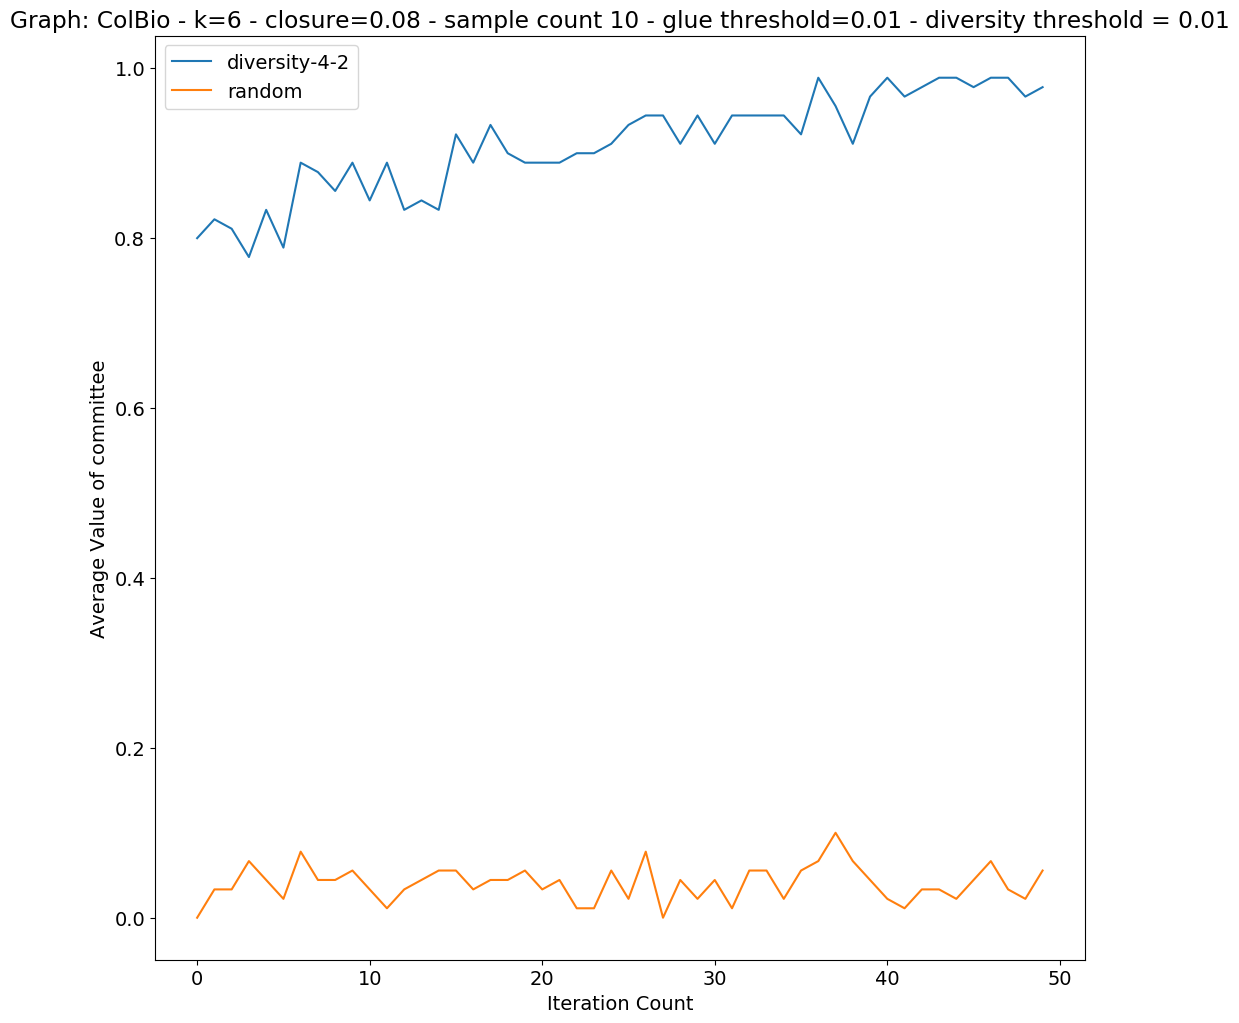 Graph: ColBio - k=6 - closure=0.08 - sample count 10 - glue threshold=0.01 - diversity threshold = 0.01
diversity-4-2
random
1.0
0.8
0.6
0.4
0.2
0.0
Average Value of committee
0 10 20 30 40 50
Iteration Count